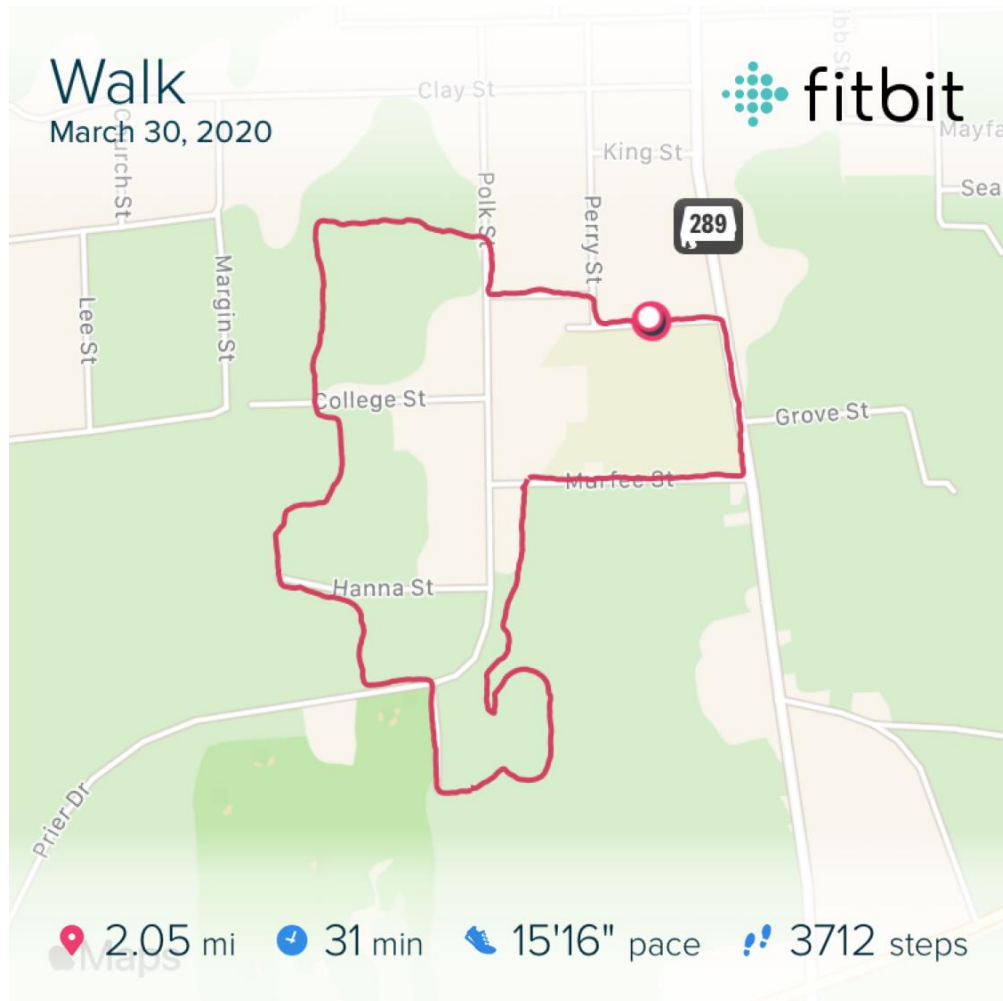 Walk
March 30, 2020
fitbit
Clay St
Church St
King St
Mayfa
Sea
Polk St
Perry St
289
Margin St
Lee St
College St
Grove St
Murfee St
Hanna St
Prier Dr
2.05 mi
31 min
15'16" pace
3712 steps
Maps